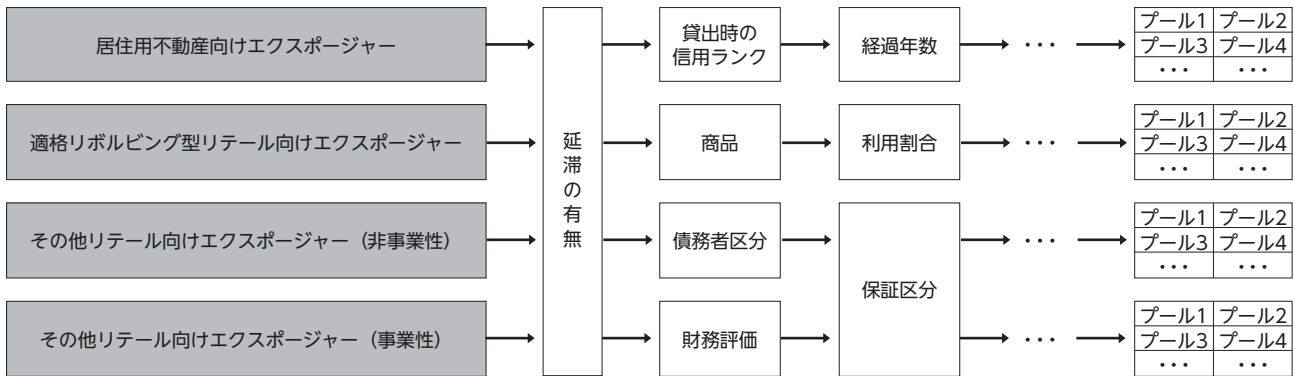 居住用不動産向けエクスポージャー
貸出時の
信用ランク
経過年数
・・・
プール1 プール2
プール3 プール4
・・・ ・・・
適格リボルビング型リテール向けエクスポージャー
延滞の有無
商品
利用割合
・・・
プール1 プール2
プール3 プール4
・・・ ・・・
その他リテール向けエクスポージャー（非事業性）
債務者区分
保証区分
・・・
プール1 プール2
プール3 プール4
・・・ ・・・
その他リテール向けエクスポージャー（事業性）
財務評価
・・・
プール1 プール2
プール3 プール4
・・・ ・・・